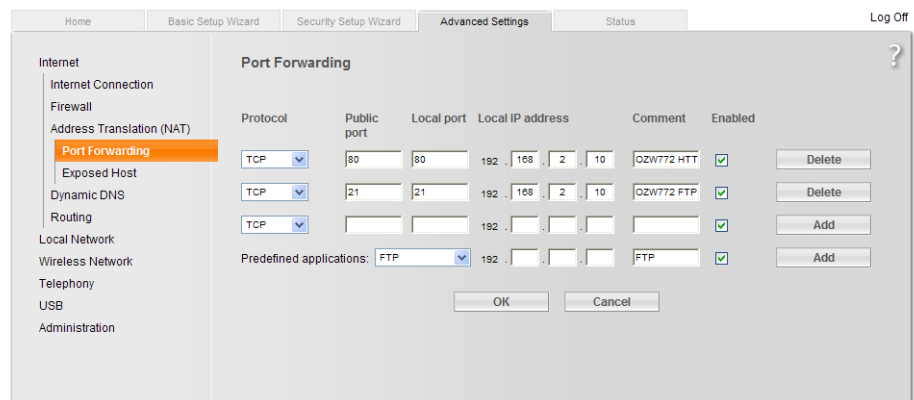 Home Basic Setup Wizard Security Setup Wizard Advanced Settings Status Log Off
Internet
Internet Connection
Firewall
Address Translation (NAT)
Port Forwarding
Exposed Host
Dynamic DNS
Routing
Local Network
Wireless Network
Telephony
USB
Administration
Port Forwarding
?
Protocol Public port Local port Local IP address Comment Enabled
TCP 80 80 192 . 168 . 2 . 10 OZW772 HTT Delete
TCP 21 21 192 . 168 . 2 . 10 OZW772 FTP Delete
TCP 192 . . . Add
Predefined applications: FTP 192 . . . FTP Add
OK Cancel